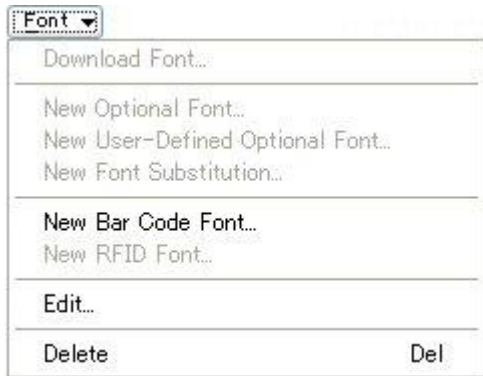 Font
Download Font...
New Optional Font...
New User-Defined Optional Font...
New Font Substitution...
New Bar Code Font...
New RFID Font...
Edit...
Delete Del